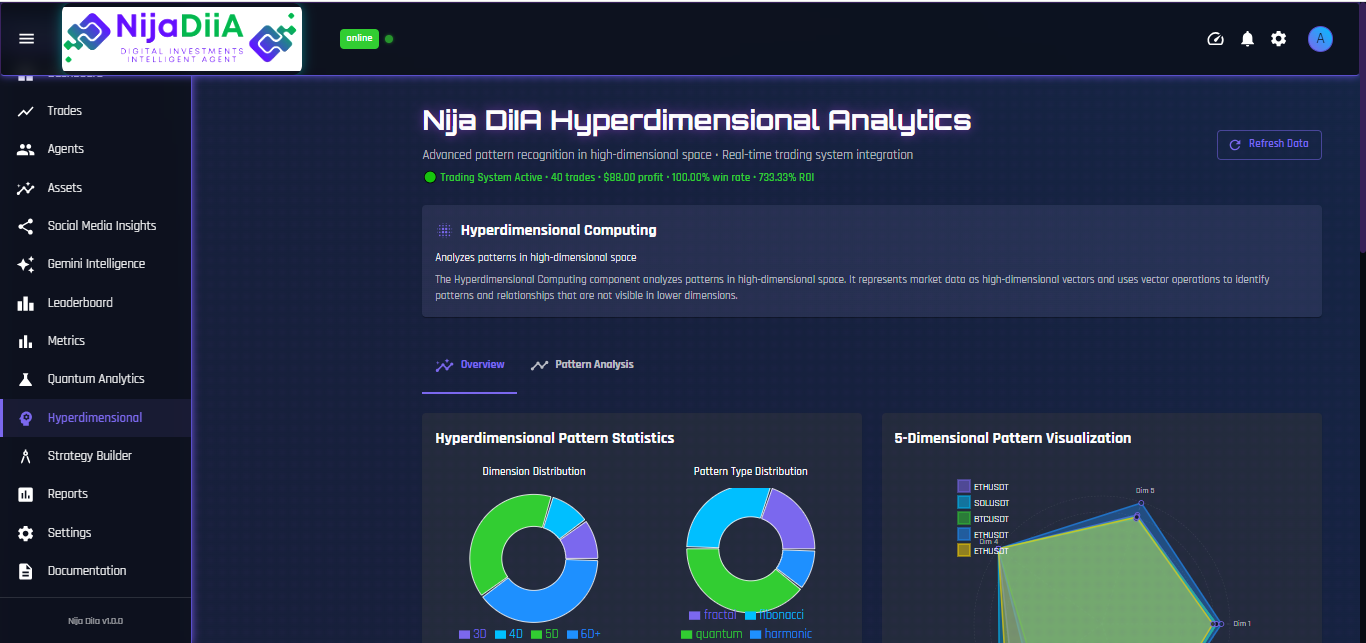 NijaDiiA
DIGITAL INVESTMENTS
INTELLIGENT AGENT
online
A
Trades
Agents
Assets
Social Media Insights
Gemini Intelligence
Leaderboard
Metrics
Quantum Analytics
Hyperdimensional
Strategy Builder
Reports
Settings
Documentation
Nija DiIa v1.0.0
Nija DiIA Hyperdimensional Analytics
Advanced pattern recognition in high-dimensional space • Real-time trading system integration
Trading System Active • 40 trades • $88.00 profit • 100.00% win rate • 733.33% ROI
Refresh Data
Hyperdimensional Computing
Analyzes patterns in high-dimensional space
The Hyperdimensional Computing component analyzes patterns in high-dimensional space. It represents market data as high-dimensional vectors and uses vector operations to identify
patterns and relationships that are not visible in lower dimensions.
Overview
Pattern Analysis
Hyperdimensional Pattern Statistics
Dimension Distribution
3D 4D 5D 6D+
Pattern Type Distribution
fractal fibonacci
quantum harmonic
5-Dimensional Pattern Visualization
ETHUSDT
SOLUSDT
BTCUSDT
ETHUSDT
ETHUSDT
Dim 5
Dim 4
Dim 1